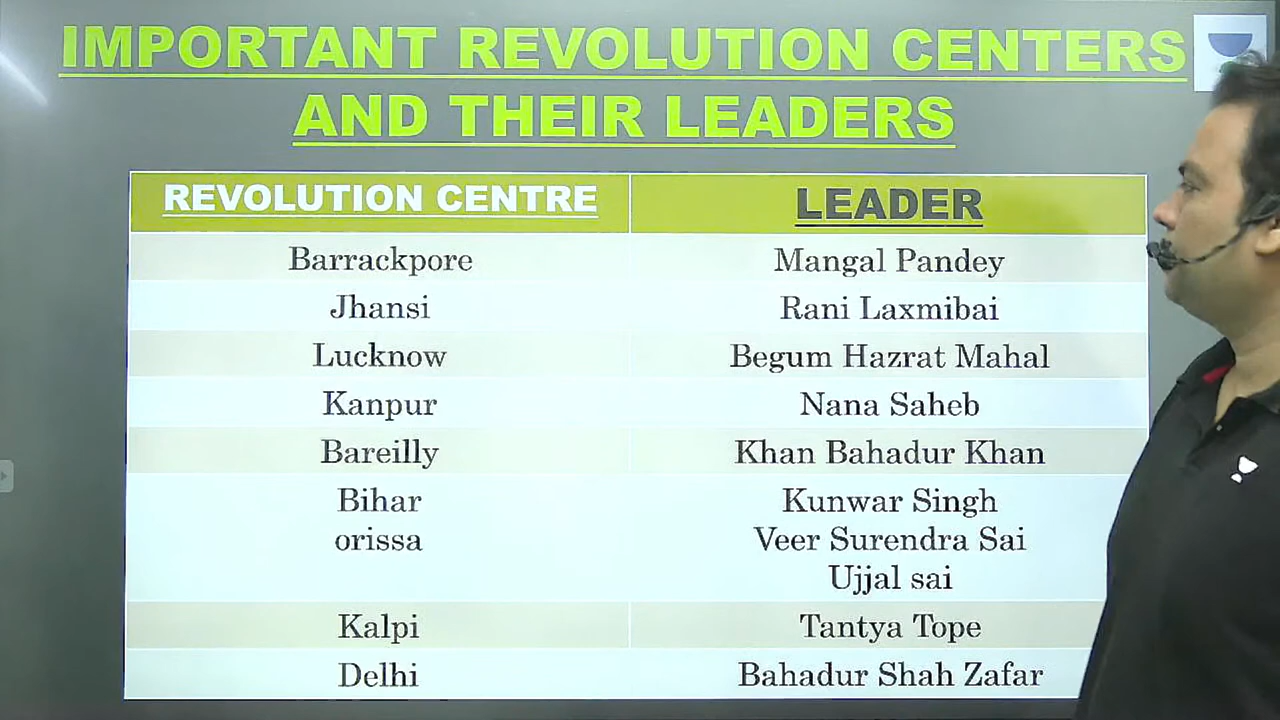 IMPORTANT REVOLUTION CENTERS
AND THEIR LEADERS
REVOLUTION CENTRE LEADER
Barrackpore Mangal Pandey
Jhansi Rani Laxmibai
Lucknow Begum Hazrat Mahal
Kanpur Nana Saheb
Bareilly Khan Bahadur Khan
Bihar Kunwar Singh
orissa Veer Surendra Sai
Ujjal sai
Kalpi Tantya Tope
Delhi Bahadur Shah Zafar